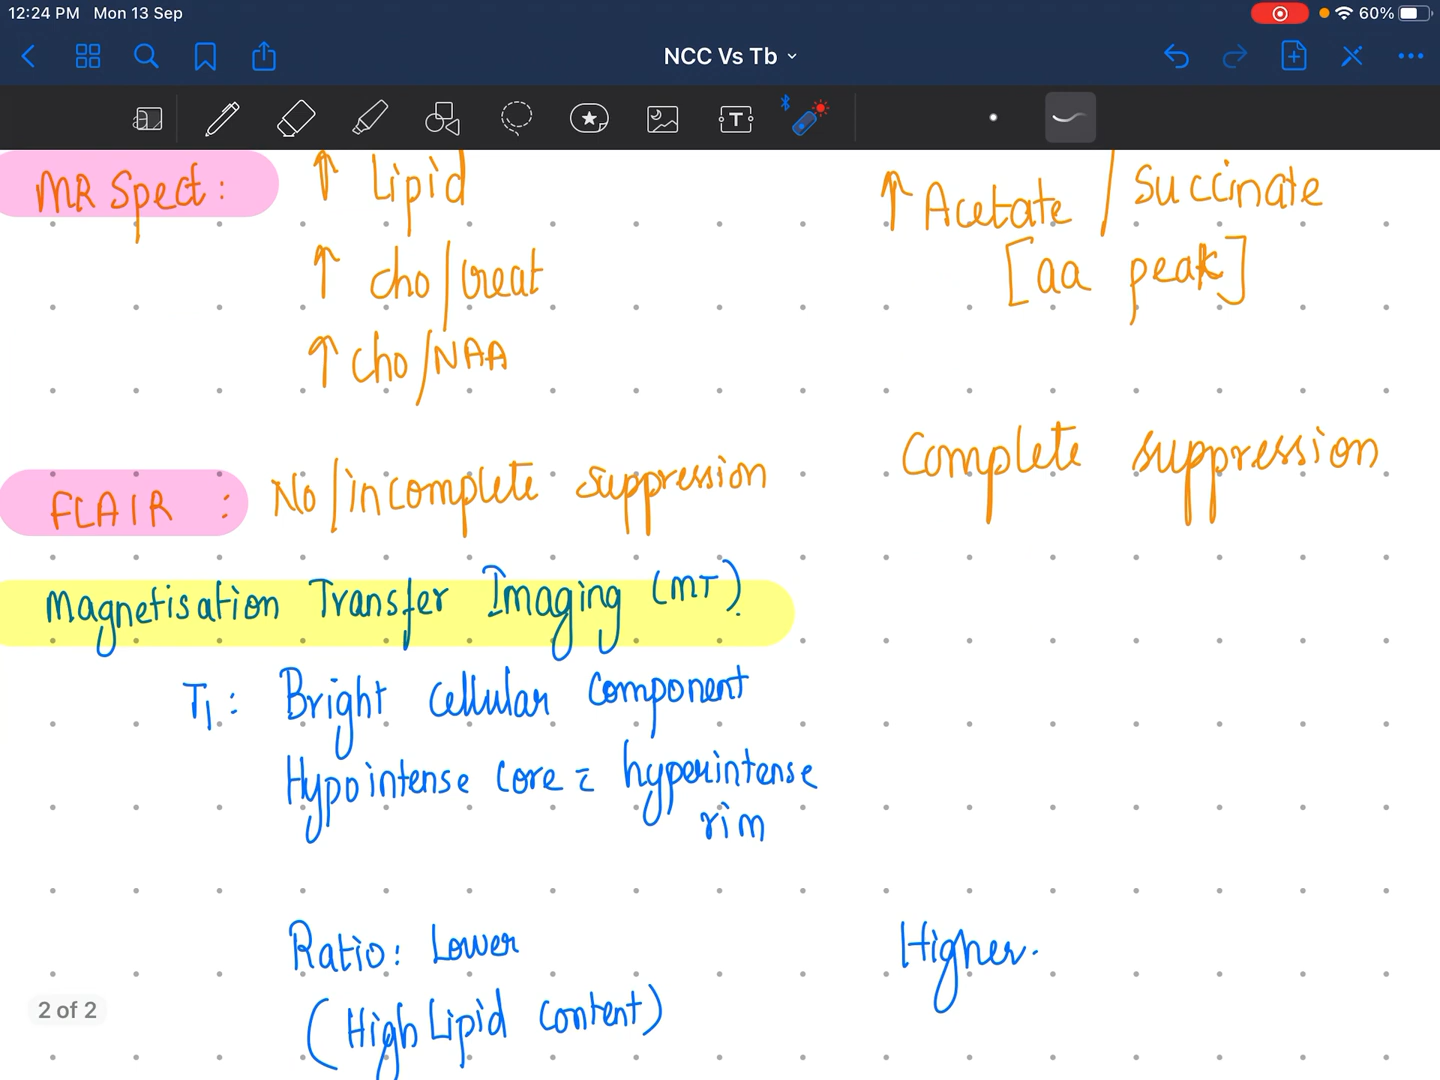 12:24 PM Mon 13 Sep
60%
NCC Vs Tb
T
MR Spect: ↑ Lipid ↑ Acetate / Succinate
↑ cho/creat [aa peak]
↑ cho/NAA
FLAIR : No/incomplete suppression Complete suppression
Magnetisation Transfer Imaging (MT)
T1: Bright cellular component
Hypointense core c̄ hyperintense
rim
Ratio: Lower Higher.
(High Lipid content)
2 of 2